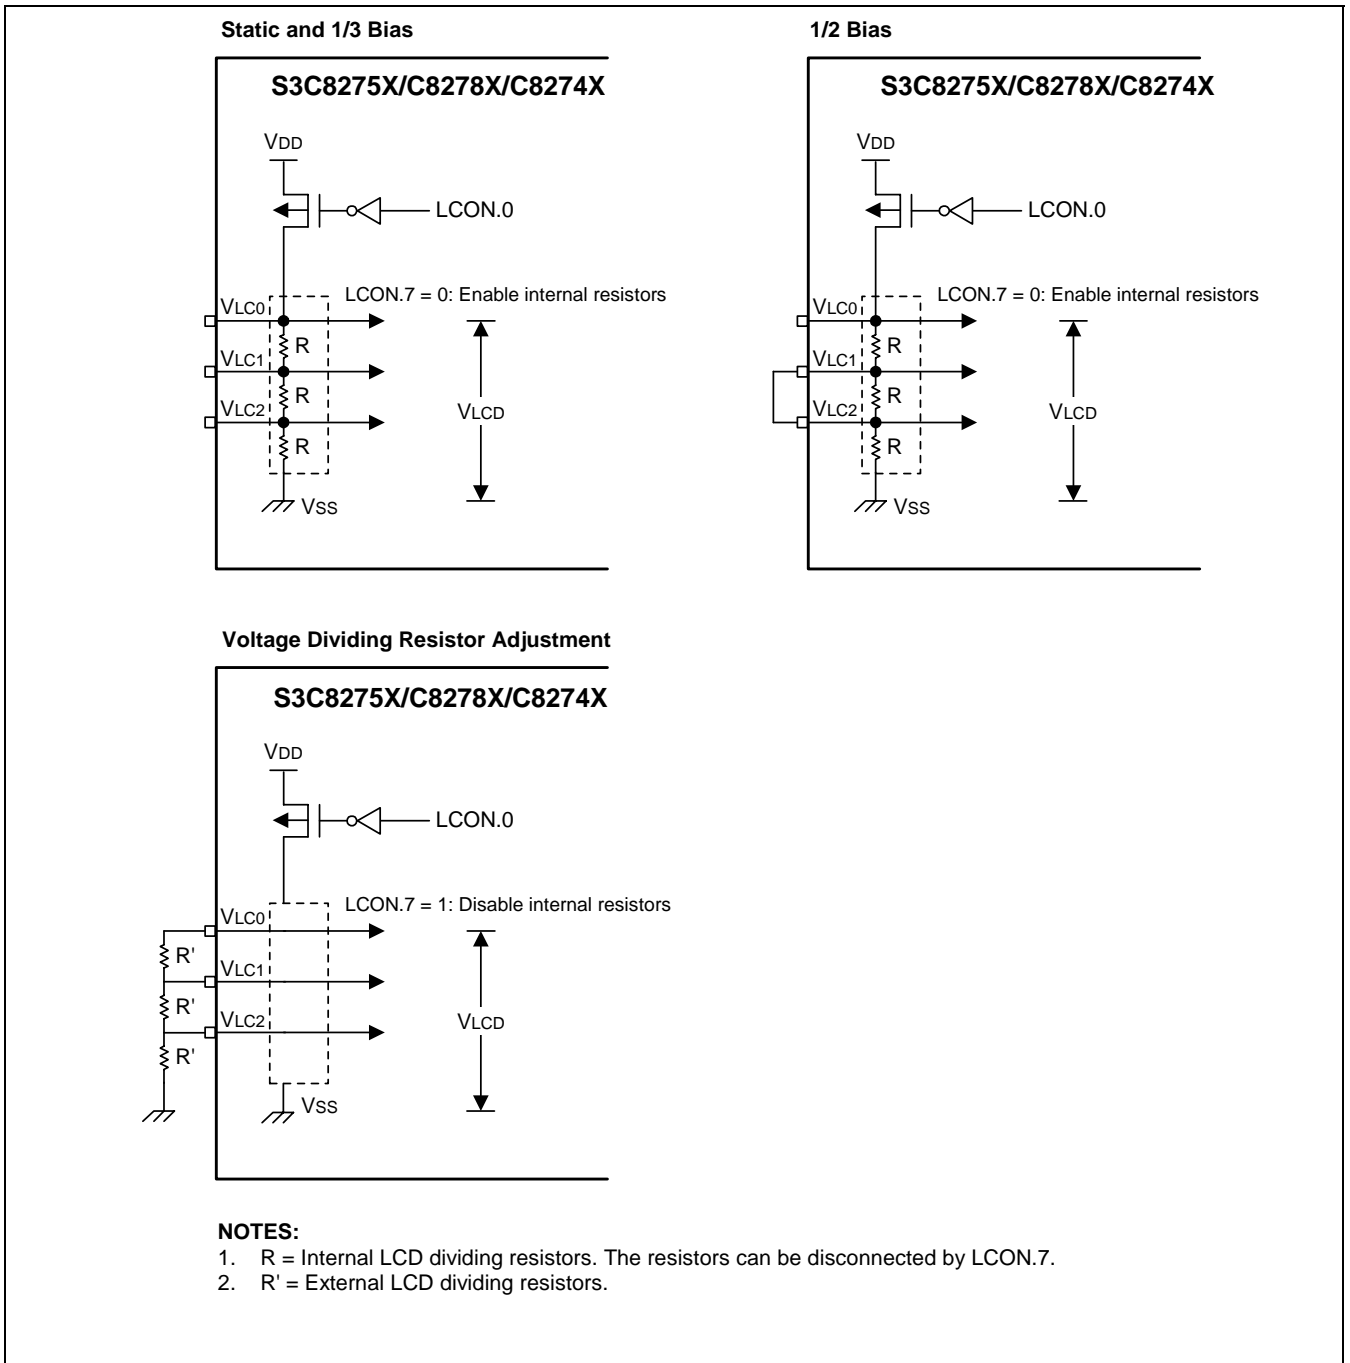 Static and 1/3 Bias
S3C8275X/C8278X/C8274X
VDD
LCON.0
LCON.7 = 0: Enable internal resistors
VLC0
R
VLC1
R
VLC2
R
VLCD
VSS
1/2 Bias
S3C8275X/C8278X/C8274X
VDD
LCON.0
LCON.7 = 0: Enable internal resistors
VLC0
R
VLC1
R
VLC2
R
VLCD
VSS
Voltage Dividing Resistor Adjustment
S3C8275X/C8278X/C8274X
VDD
LCON.0
LCON.7 = 1: Disable internal resistors
VLC0
R'
VLC1
R'
VLC2
R'
VLCD
VSS
NOTES:
1. R = Internal LCD dividing resistors. The resistors can be disconnected by LCON.7.
2. R' = External LCD dividing resistors.